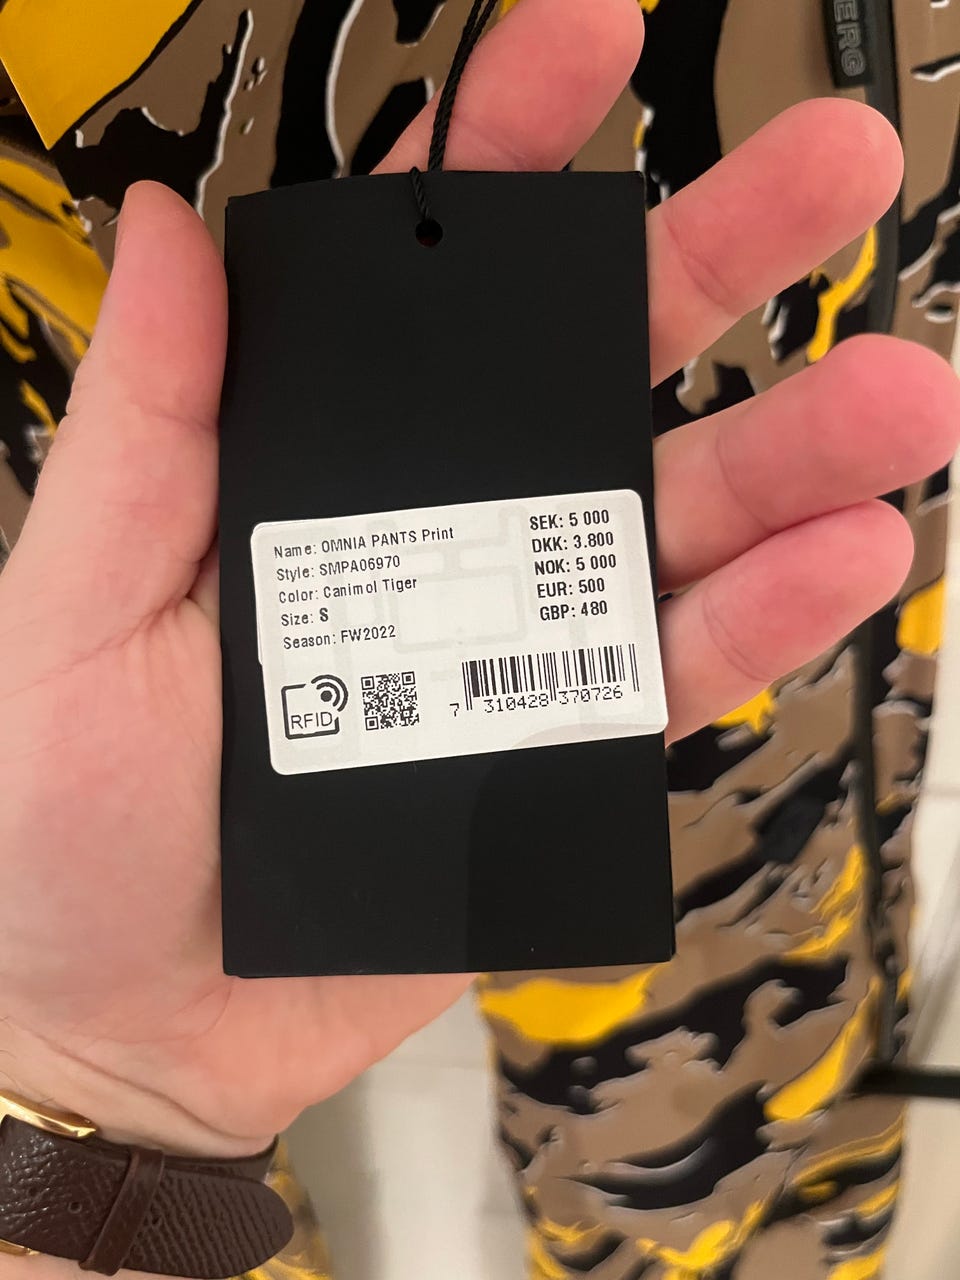 ERG
Name: OMNIA PANTS Print
Style: SMPA06970
Color: Canimol Tiger
Size: S
Season: FW2022
SEK: 5 000
DKK: 3.800
NOK: 5 000
EUR: 500
GBP: 480
RFID
7 310428 370726